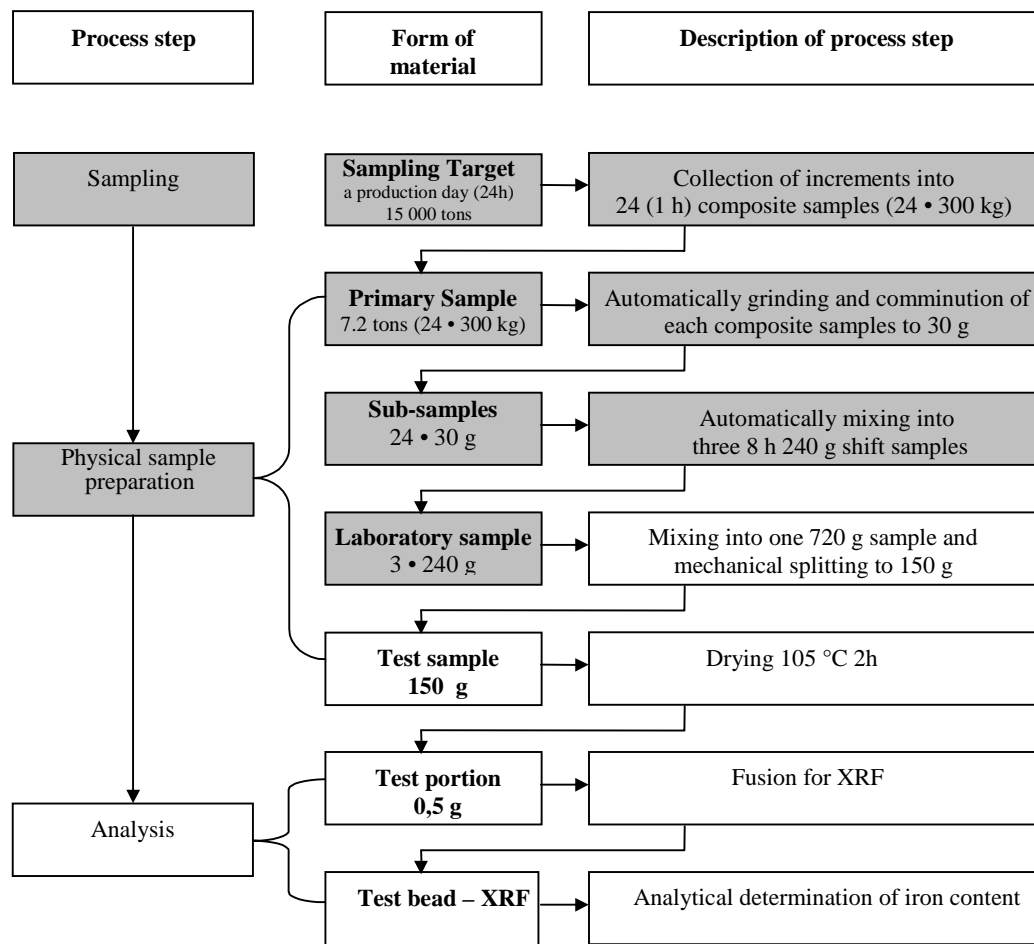 Process step
Form of
material
Description of process step
Sampling
Sampling Target
a production day (24h)
15 000 tons
Collection of increments into
24 (1 h) composite samples (24 • 300 kg)
Primary Sample
7.2 tons (24 • 300 kg)
Automatically grinding and comminution of
each composite samples to 30 g
Sub-samples
24 • 30 g
Automatically mixing into
three 8 h 240 g shift samples
Physical sample
preparation
Laboratory sample
3 • 240 g
Mixing into one 720 g sample and
mechanical splitting to 150 g
Test sample
150 g
Drying 105 °C 2h
Test portion
0,5 g
Fusion for XRF
Analysis
Test bead – XRF
Analytical determination of iron content